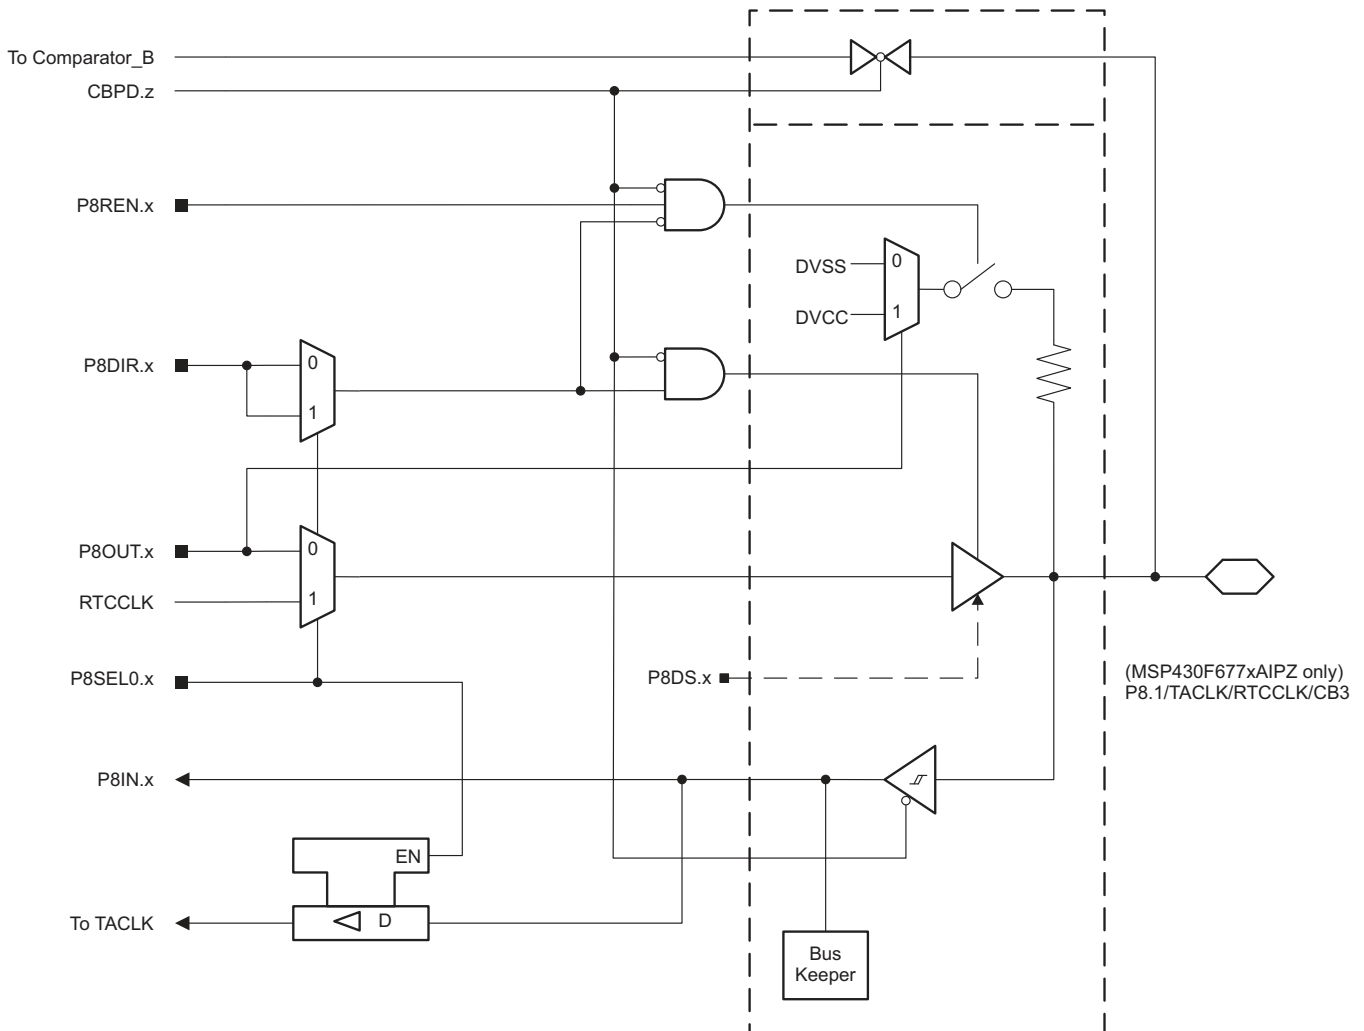 To Comparator_B
CBPD.z
P8REN.x
DVSS
0
DVCC
1
P8DIR.x
0
1
P8OUT.x
0
RTCCLK
1
P8SEL0.x
P8DS.x
(MSP430F677xAIPZ only)
P8.1/TACLK/RTCCLK/CB3
P8IN.x
EN
To TACLK
D
Bus
Keeper